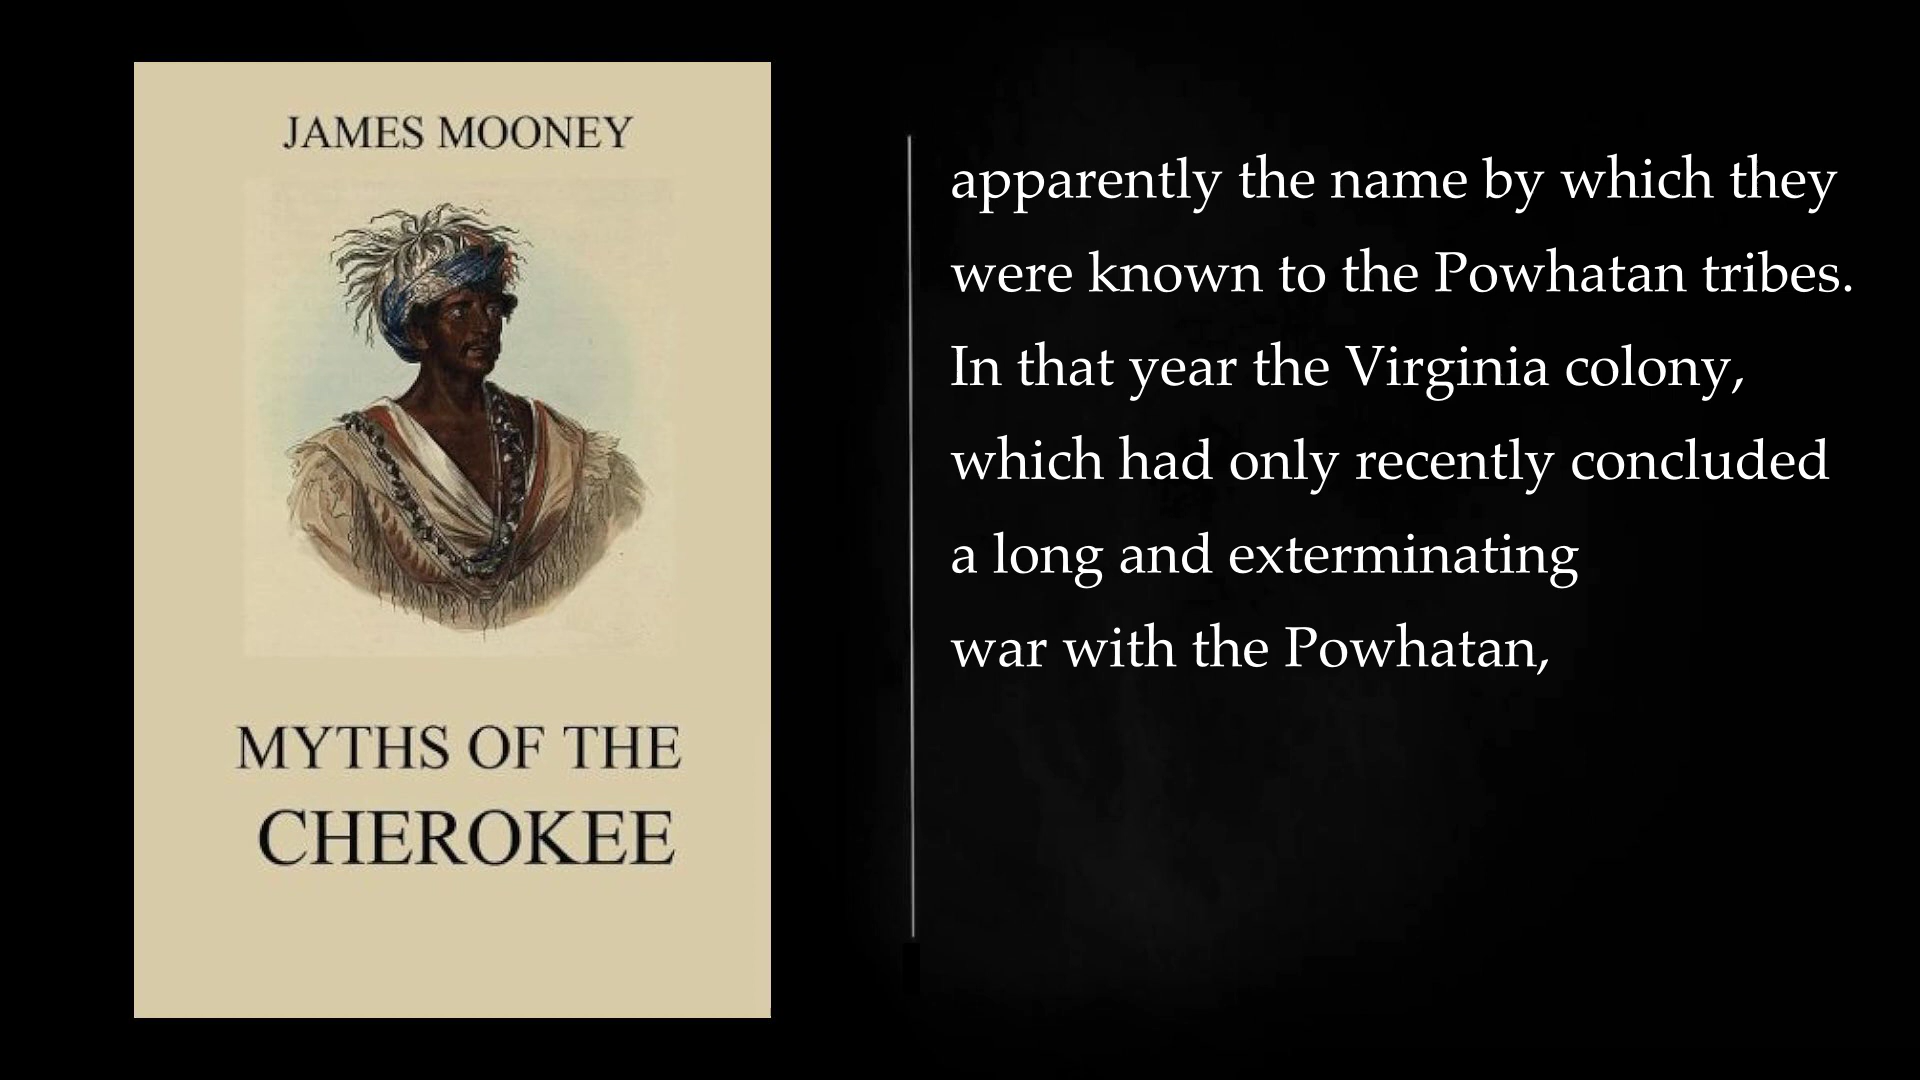 JAMES MOONEY
MYTHS OF THE
CHEROKEE
apparently the name by which they
were known to the Powhatan tribes.
In that year the Virginia colony,
which had only recently concluded
a long and exterminating
war with the Powhatan,